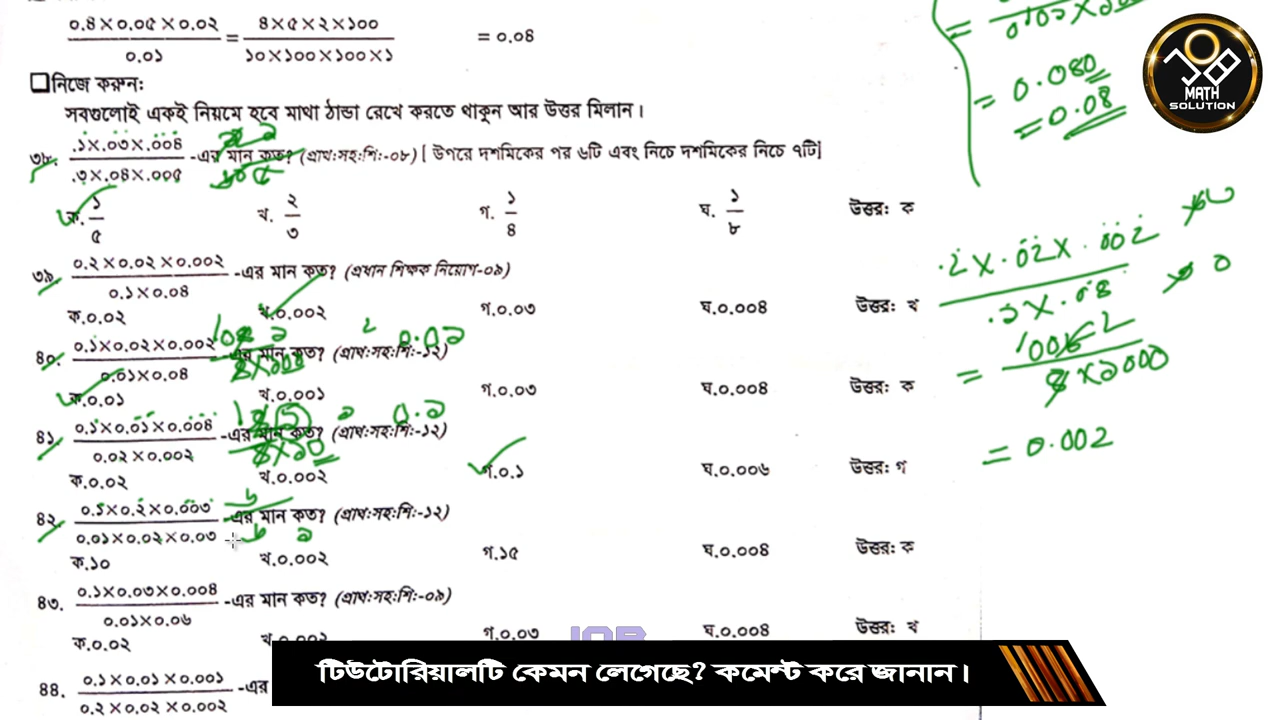 ০.৪×০.০৫×০.০২ / ০.০১ = ৪×৫×২×১০০ / ১০×১০০×১০০×১ = ০.০৪
নিজে করুন:
সবগুলোই একই নিয়মে হবে মাথা ঠান্ডা রেখে করতে থাকুন আর উত্তর মিলান।
৩৮. .১×.০৩×.০০৪ / .৩×.০৪×.০০৫ -এর মান কত? (প্রাথ:সহ:শি:-০৮) [ উপরে দশমিকের পর ৬টি এবং নিচে দশমিকের নিচে ৭টি]
ক. ১/৫ খ. ২/৩ গ. ১/৪ ঘ. ১/৮ উত্তর: ক
৩৯. ০.২×০.০২×০.০০২ / ০.১×০.০৪ -এর মান কত? (প্রধান শিক্ষক নিয়োগ-০৯)
ক.০.০২ খ.০.০০২ গ.০.০৩ ঘ.০.০০৪ উত্তর: খ
৪০. ০.১×০.০২×০.০০২ / ০.০১×০.০৪ -এর মান কত? (প্রাথ:সহ:শি:-১২)
ক.০.০১ খ.০.০০১ গ.০.০৩ ঘ.০.০০৪ উত্তর: ক
৪১. ০.১×০.০১×০.০০৪ / ০.০২×০.০০২ -এর মান কত? (প্রাথ:সহ:শি:-১২)
ক.০.০২ খ.০.০০২ গ.০.১ ঘ.০.০০৬ উত্তর: গ
৪২. ০.১×০.২×০.০০৩ / ০.০১×০.০২×০.০৩ -এর মান কত? (প্রাথ:সহ:শি:-১২)
ক.১০ খ.০.০০২ গ.১৫ ঘ.০.০০৪ উত্তর: ক
৪৩. ০.১×০.০৩×০.০০৪ / ০.০১×০.০৬ -এর মান কত? (প্রাথ:সহ:শি:-০৯)
ক.০.০২ খ.০.০০২ গ.০.০৩ ঘ.০.০০৪ উত্তর: খ
৪৪. ০.১×০.০১×০.০০১ / ০.২×০.০২×০.০০২ -এর
= ০.০৪০
= ০.০৪
= ০.০০২
MATH
SOLUTION
টিউটোরিয়ালটি কেমন লেগেছে? কমেন্ট করে জানান।